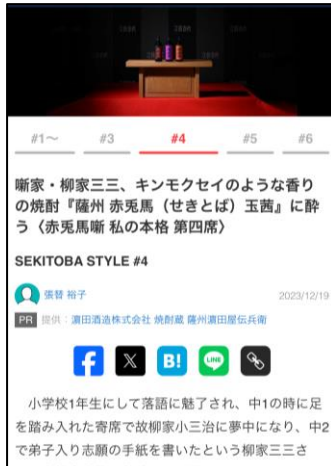 #1～ #3 #4 #5 #6
噺家・柳家三三、キンモクセイのような香り
の焼酎『薩州 赤兎馬（せきとば）玉茜』に酔
う〈赤兎馬噺 私の本格 第四席〉
SEKITOBA STYLE #4
張替 裕子 2023/12/19
PR 提供：濵田酒造株式会社 焼酎蔵 薩州濵田屋伝兵衛
B!
LINE
小学校1年生にして落語に魅了され、中1の時に足
を踏み入れた寄席で故柳家小三治に夢中になり、中2
で弟子入り志願の手紙を書いたという柳家三三さ